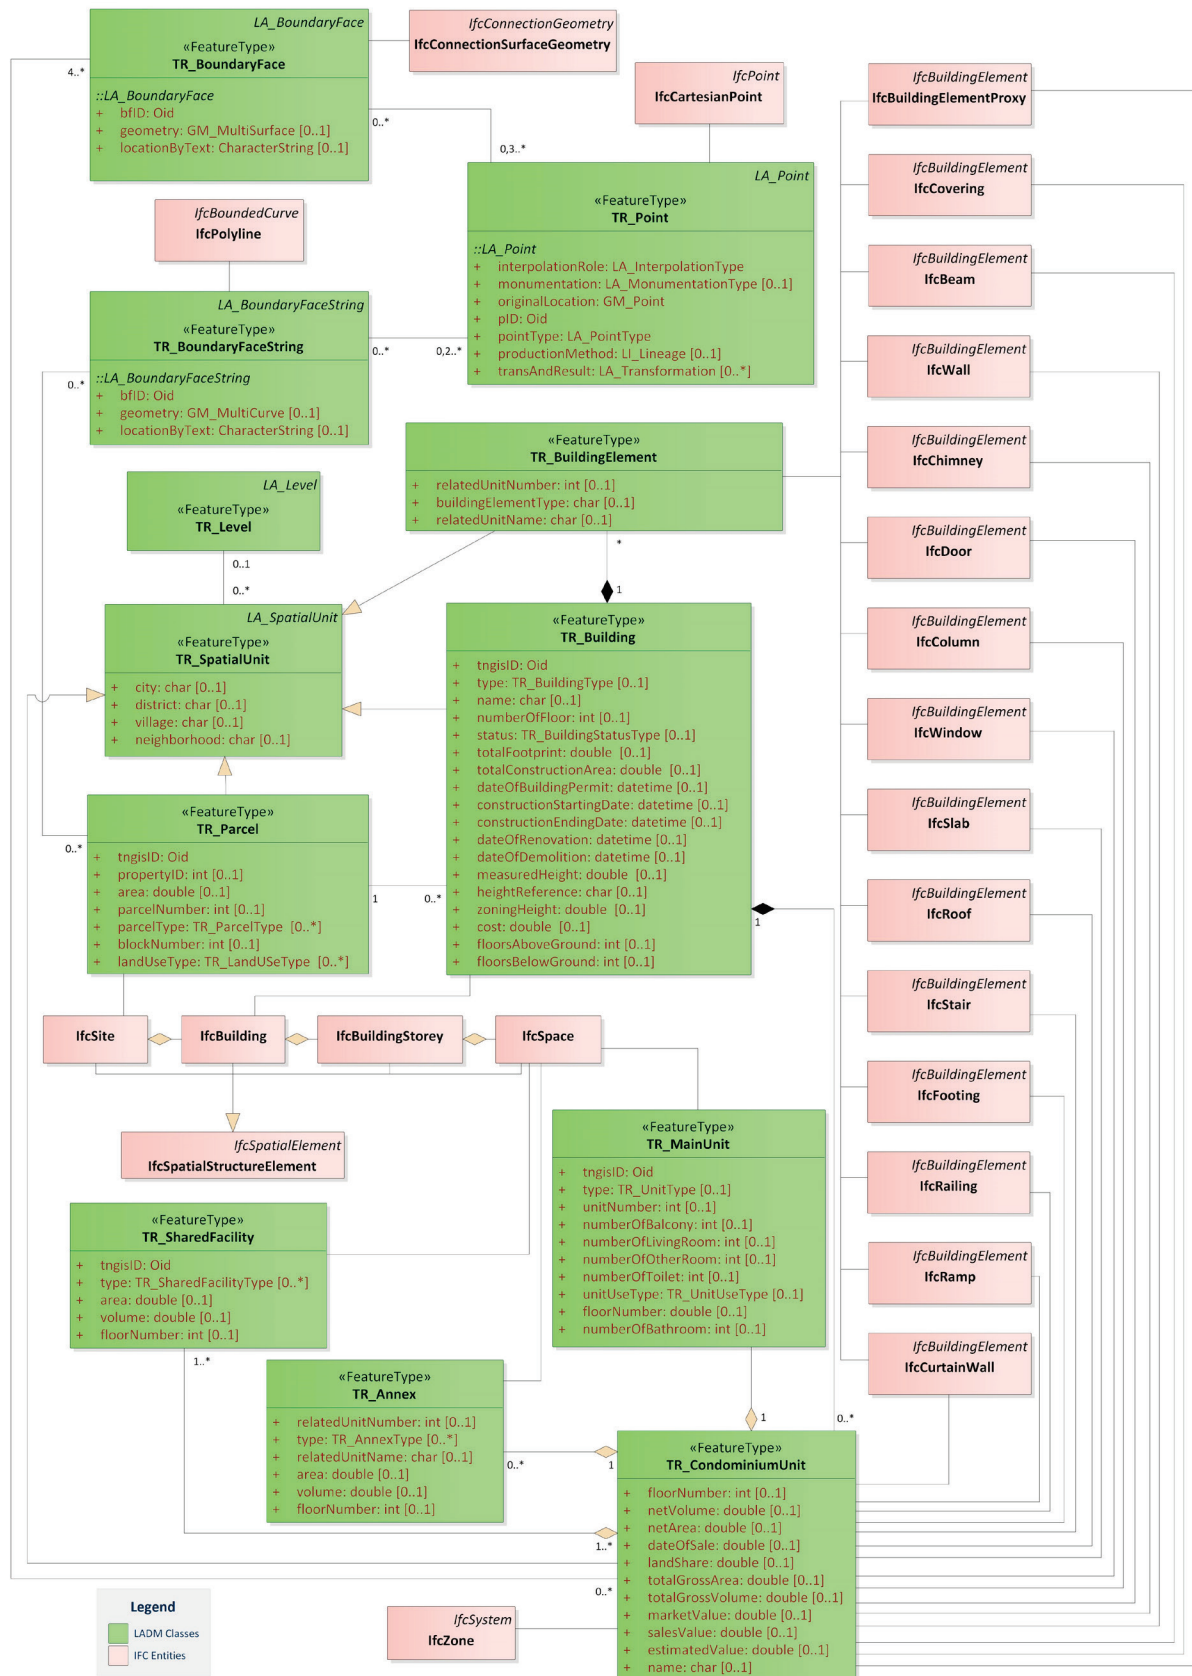 LA_BoundaryFace
«FeatureType»
TR_BoundaryFace
::LA_BoundaryFace
+ bfID: Oid
+ geometry: GM_MultiSurface [0..1]
+ locationByText: CharacterString [0..1]
4..*
0..*
0,3..*
IfcConnectionGeometry
IfcConnectionSurfaceGeometry
IfcPoint
IfcCartesianPoint
LA_Point
«FeatureType»
TR_Point
::LA_Point
+ interpolationRole: LA_InterpolationType
+ monumentation: LA_MonumentationType [0..1]
+ originalLocation: GM_Point
+ pID: Oid
+ pointType: LA_PointType
+ productionMethod: LI_Lineage [0..1]
+ transAndResult: LA_Transformation [0..*]
IfcBoundedCurve
IfcPolyline
LA_BoundaryFaceString
«FeatureType»
TR_BoundaryFaceString
::LA_BoundaryFaceString
+ bfID: Oid
+ geometry: GM_MultiCurve [0..1]
+ locationByText: CharacterString [0..1]
0..*
0,2..*
0..*
«FeatureType»
TR_BuildingElement
+ relatedUnitNumber: int [0..1]
+ buildingElementType: char [0..1]
+ relatedUnitName: char [0..1]
*
1
LA_Level
«FeatureType»
TR_Level
0..1
0..*
LA_SpatialUnit
«FeatureType»
TR_SpatialUnit
+ city: char [0..1]
+ district: char [0..1]
+ village: char [0..1]
+ neighborhood: char [0..1]
«FeatureType»
TR_Building
+ tngisID: Oid
+ type: TR_BuildingType [0..1]
+ name: char [0..1]
+ numberOfFloor: int [0..1]
+ status: TR_BuildingStatusType [0..1]
+ totalFootprint: double [0..1]
+ totalConstructionArea: double [0..1]
+ dateOfBuildingPermit: datetime [0..1]
+ constructionStartingDate: datetime [0..1]
+ constructionEndingDate: datetime [0..1]
+ dateOfRenovation: datetime [0..1]
+ dateOfDemolition: datetime [0..1]
+ measuredHeight: double [0..1]
+ heightReference: char [0..1]
+ zoningHeight: double [0..1]
+ cost: double [0..1]
+ floorsAboveGround: int [0..1]
+ floorsBelowGround: int [0..1]
«FeatureType»
TR_Parcel
+ tngisID: Oid
+ propertyID: int [0..1]
+ area: double [0..1]
+ parcelNumber: int [0..1]
+ parcelType: TR_ParcelType [0..*]
+ blockNumber: int [0..1]
+ landUseType: TR_LandUSeType [0..*]
0..*
1
0..*
1
IfcSite
IfcBuilding
IfcBuildingStorey
IfcSpace
IfcSpatialElement
IfcSpatialStructureElement
«FeatureType»
TR_MainUnit
+ tngisID: Oid
+ type: TR_UnitType [0..1]
+ unitNumber: int [0..1]
+ numberOfBalcony: int [0..1]
+ numberOfLivingRoom: int [0..1]
+ numberOfOtherRoom: int [0..1]
+ numberOfToilet: int [0..1]
+ unitUseType: TR_UnitUseType [0..1]
+ floorNumber: double [0..1]
+ numberOfBathroom: int [0..1]
«FeatureType»
TR_SharedFacility
+ tngisID: Oid
+ type: TR_SharedFacilityType [0..*]
+ area: double [0..1]
+ volume: double [0..1]
+ floorNumber: int [0..1]
1..*
«FeatureType»
TR_Annex
+ relatedUnitNumber: int [0..1]
+ type: TR_AnnexType [0..*]
+ relatedUnitName: char [0..1]
+ area: double [0..1]
+ volume: double [0..1]
+ floorNumber: int [0..1]
0..*
1
1
0..*
1..*
0..*
«FeatureType»
TR_CondominiumUnit
+ floorNumber: int [0..1]
+ netVolume: double [0..1]
+ netArea: double [0..1]
+ dateOfSale: double [0..1]
+ landShare: double [0..1]
+ totalGrossArea: double [0..1]
+ totalGrossVolume: double [0..1]
+ marketValue: double [0..1]
+ salesValue: double [0..1]
+ estimatedValue: double [0..1]
+ name: char [0..1]
IfcSystem
IfcZone
IfcBuildingElement
IfcBuildingElementProxy
IfcBuildingElement
IfcCovering
IfcBuildingElement
IfcBeam
IfcBuildingElement
IfcWall
IfcBuildingElement
IfcChimney
IfcBuildingElement
IfcDoor
IfcBuildingElement
IfcColumn
IfcBuildingElement
IfcWindow
IfcBuildingElement
IfcSlab
IfcBuildingElement
IfcRoof
IfcBuildingElement
IfcStair
IfcBuildingElement
IfcFooting
IfcBuildingElement
IfcRailing
IfcBuildingElement
IfcRamp
IfcBuildingElement
IfcCurtainWall
Legend
LADM Classes
IFC Entities